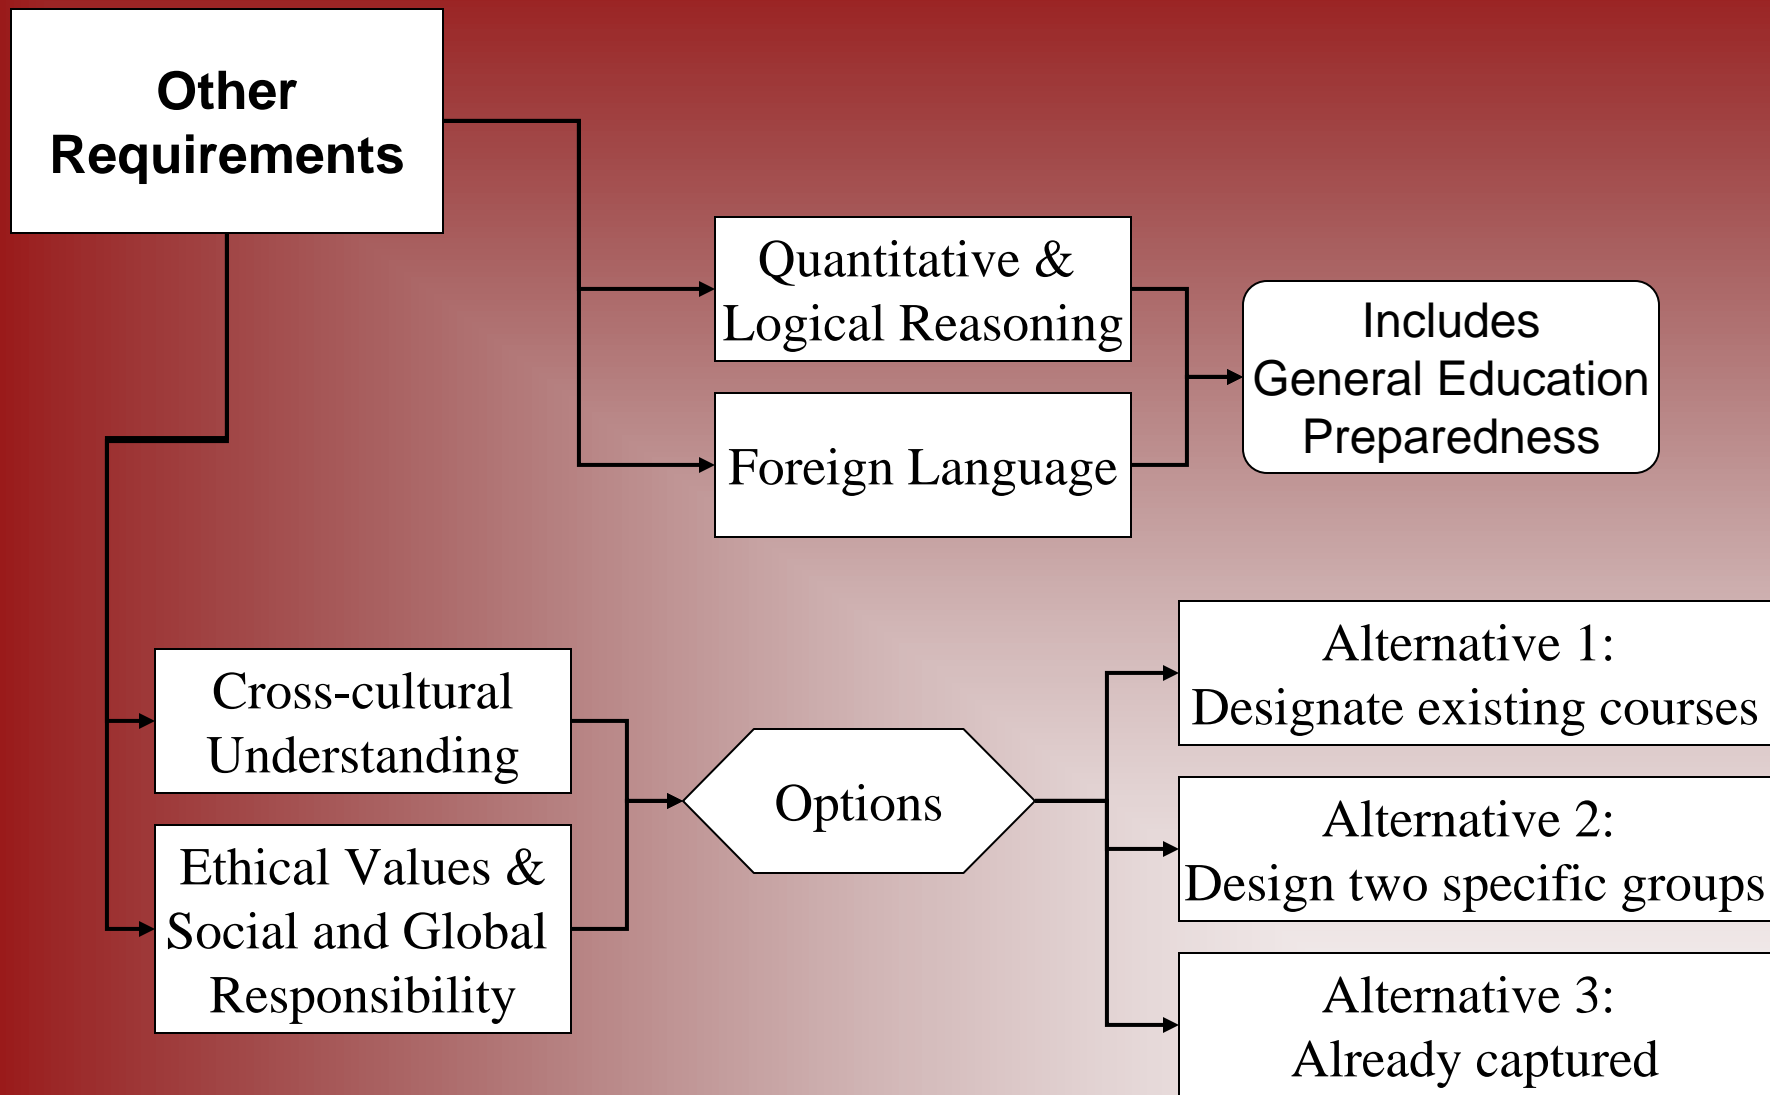 Other
Requirements
Quantitative &
Logical Reasoning
Foreign Language
Includes
General Education
Preparedness
Cross-cultural
Understanding
Ethical Values &
Social and Global
Responsibility
Options
Alternative 1:
Designate existing courses
Alternative 2:
Design two specific groups
Alternative 3:
Already captured